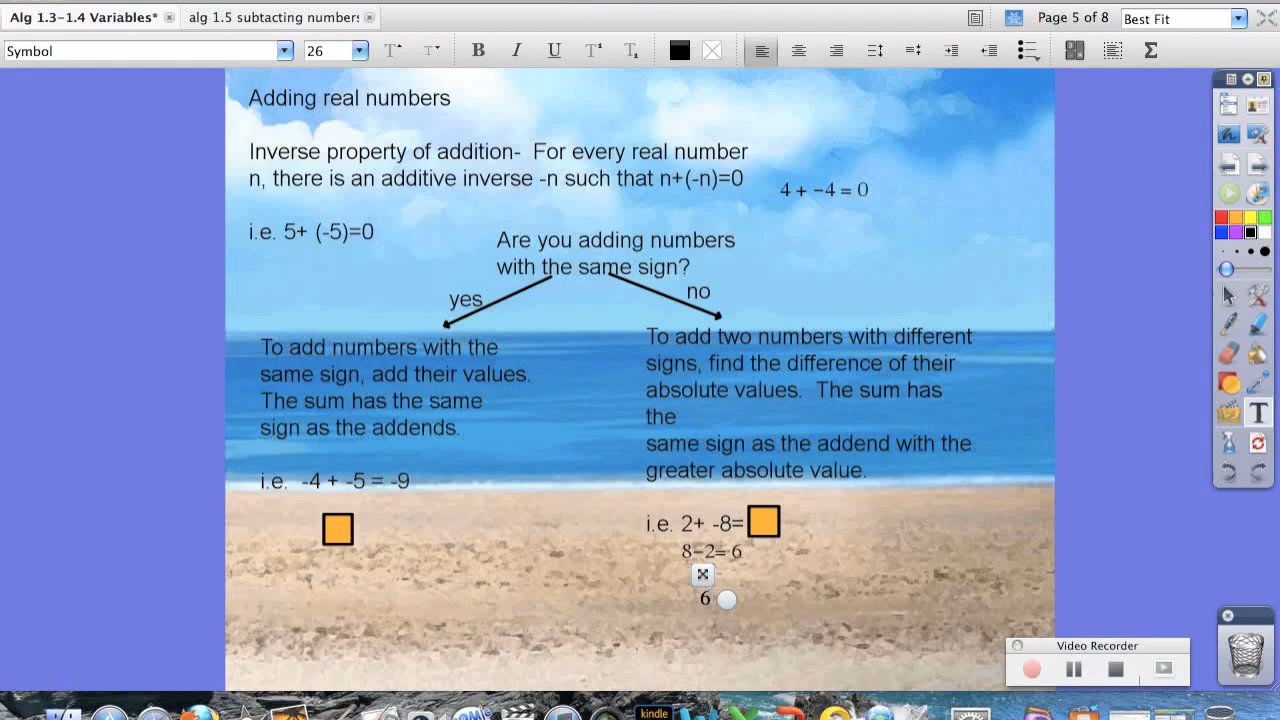 Alg 1.3-1.4 Variables*
alg 1.5 subtacting numbers
Page 5 of 8
Best Fit
Symbol
26
B I U
Adding real numbers
Inverse property of addition- For every real number
n, there is an additive inverse -n such that n+(-n)=0
4 + −4 = 0
i.e. 5+ (-5)=0
Are you adding numbers
with the same sign?
yes
no
To add numbers with the
same sign, add their values.
The sum has the same
sign as the addends.
i.e. -4 + -5 = -9
To add two numbers with different
signs, find the difference of their
absolute values. The sum has
the
same sign as the addend with the
greater absolute value.
i.e. 2+ -8=
8−2= 6
6
Video Recorder
kindle